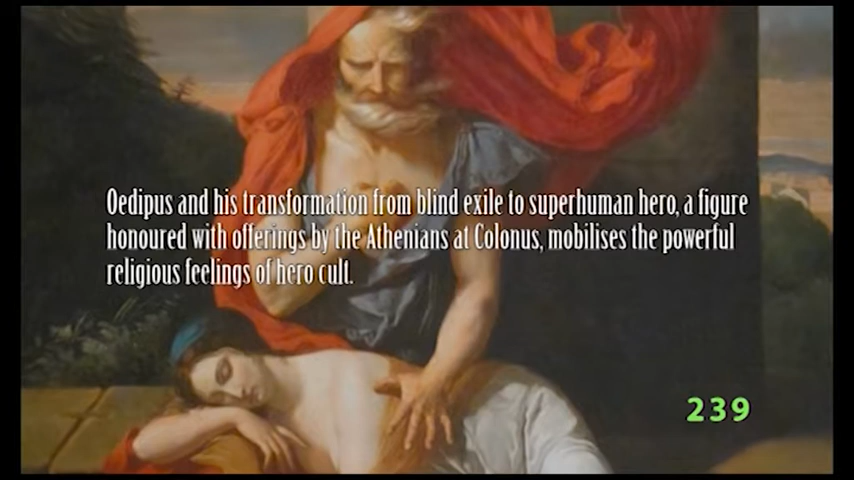 Oedipus and his transformation from blind exile to superhuman hero, a figure
honoured with offerings by the Athenians at Colonus, mobilises the powerful
religious feelings of hero cult.
239